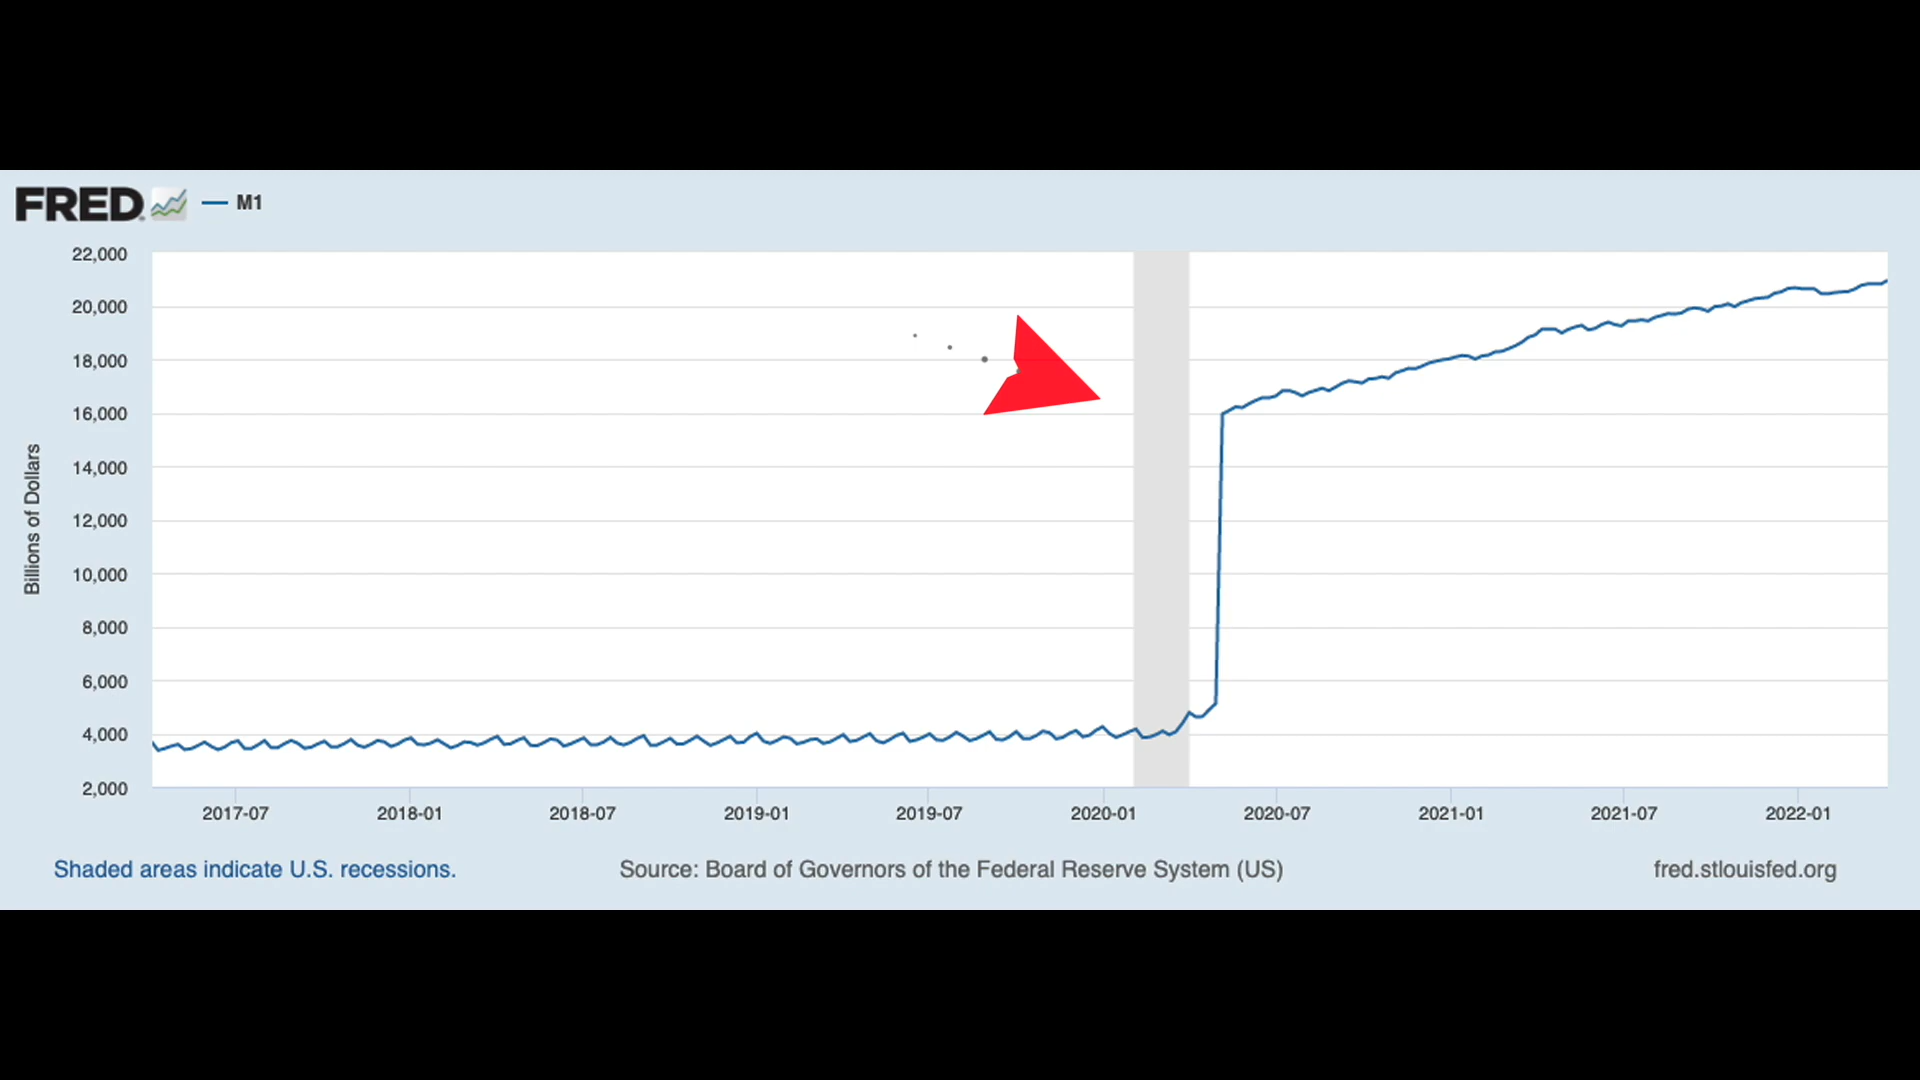 FRED — M1
22,000
20,000
18,000
16,000
14,000
12,000
10,000
8,000
6,000
4,000
2,000
Billions of Dollars
2017-07 2018-01 2018-07 2019-01 2019-07 2020-01 2020-07 2021-01 2021-07 2022-01
Shaded areas indicate U.S. recessions. Source: Board of Governors of the Federal Reserve System (US) fred.stlouisfed.org